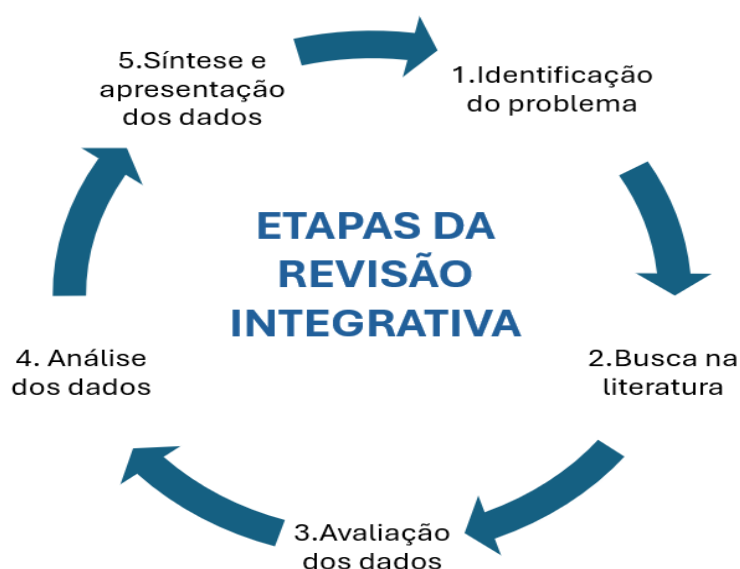 ETAPAS DA
REVISÃO
INTEGRATIVA
1.Identificação
do problema
2.Busca na
literatura
3.Avaliação
dos dados
4. Análise
dos dados
5.Síntese e
apresentação
dos dados